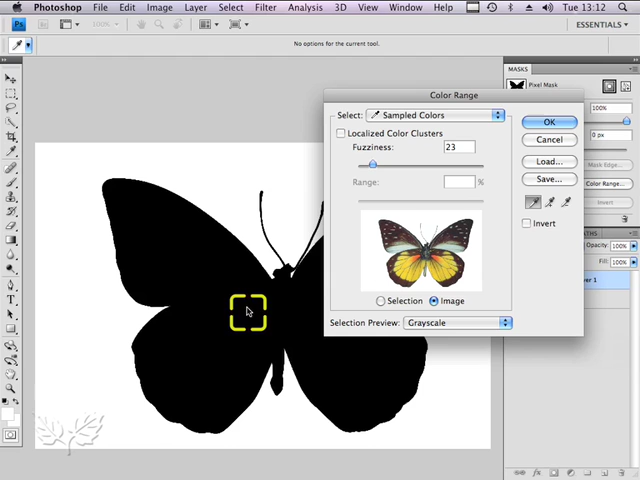 Photoshop File Edit Image Layer Select Filter Analysis 3D View Window Help Tue 13:12
Ps ESSENTIALS
No options for the current tool.
MASKS
Pixel Mask
100%
0 px
Mask Edge...
Color Range...
Invert
Color Range
Select: Sampled Colors
Localized Color Clusters
Fuzziness: 23
Range: %
Selection Image
Selection Preview: Grayscale
OK
Cancel
Load...
Save...
Invert
Opacity: 100%
Fill: 100%